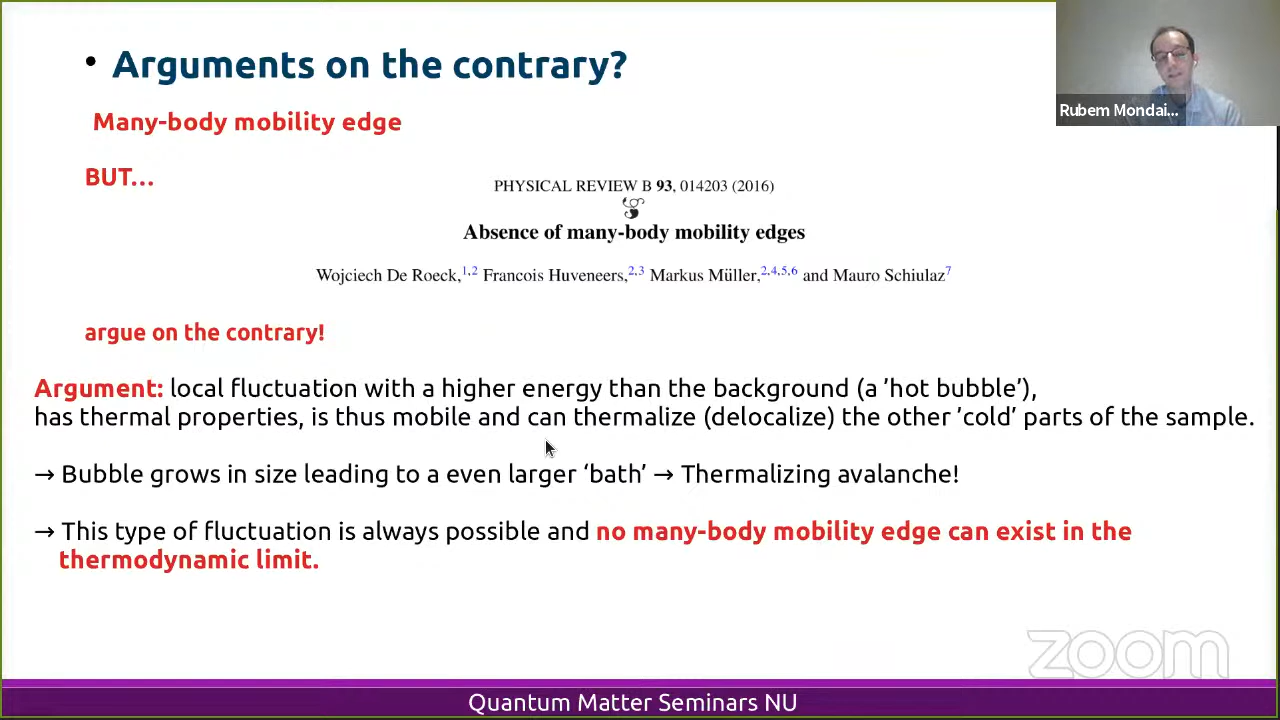 • Arguments on the contrary?
Rubem Mondai...
Many-body mobility edge
BUT...
PHYSICAL REVIEW B 93, 014203 (2016)
Absence of many-body mobility edges
Wojciech De Roeck,1,2 Francois Huveneers,2,3 Markus Müller,2,4,5,6 and Mauro Schiulaz7
argue on the contrary!
Argument: local fluctuation with a higher energy than the background (a ’hot bubble’),
has thermal properties, is thus mobile and can thermalize (delocalize) the other ’cold’ parts of the sample.
→ Bubble grows in size leading to a even larger ‘bath’ → Thermalizing avalanche!
→ This type of fluctuation is always possible and no many-body mobility edge can exist in the
thermodynamic limit.
zoom
Quantum Matter Seminars NU